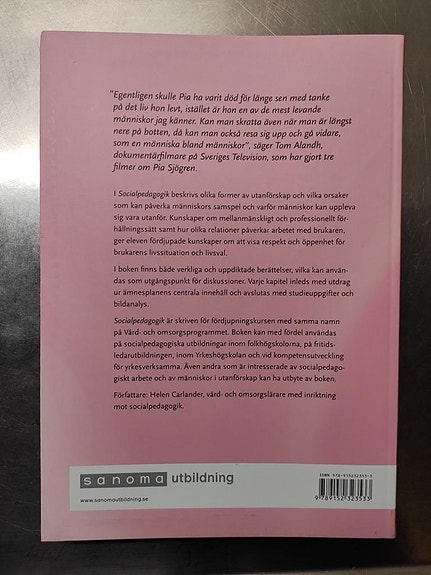 "Egentligen skulle Pia ha varit död för länge sen med tanke
på det liv hon levt, istället är hon en av de mest levande
människor jag känner. Kan man skratta även när man är längst
nere på botten, då kan man också resa sig upp och gå vidare,
som en människa bland människor", säger Tom Alandh,
dokumentärfilmare på Sveriges Television, som har gjort tre
filmer om Pia Sjögren.
I Socialpedagogik beskrivs olika former av utanförskap och vilka orsaker
som kan påverka människors samspel och varför människor kan uppleva
sig vara utanför. Kunskaper om mellanmänskligt och professionellt för-
hållningssätt samt hur olika relationer påverkar arbetet med brukaren,
ger eleven fördjupade kunskaper om att visa respekt och öppenhet för
brukarens livssituation och livsval.
I boken finns både verkliga och uppdiktade berättelser, vilka kan använ-
das som utgångspunkt för diskussioner. Varje kapitel inleds med utdrag
ur ämnesplanens centrala innehåll och avslutas med studieuppgifter och
bildanalys.
Socialpedagogik är skriven för fördjupningskursen med samma namn
på Vård- och omsorgsprogrammet. Boken kan med fördel användas
på socialpedagogiska utbildningar inom folkhögskolorna, på fritids-
ledarutbildningen, inom Yrkeshögskolan och vid kompetensutveckling
för yrkesverksamma. Även andra som är intresserade av socialpedago-
giskt arbete och av människor i utanförskap kan ha utbyte av boken.
Författare: Helen Carlander, vård- och omsorgslärare med inriktning
mot socialpedagogik.
sanoma utbildning
www.sanomautbildning.se
ISBN 978-9152323533
9 789152 323533